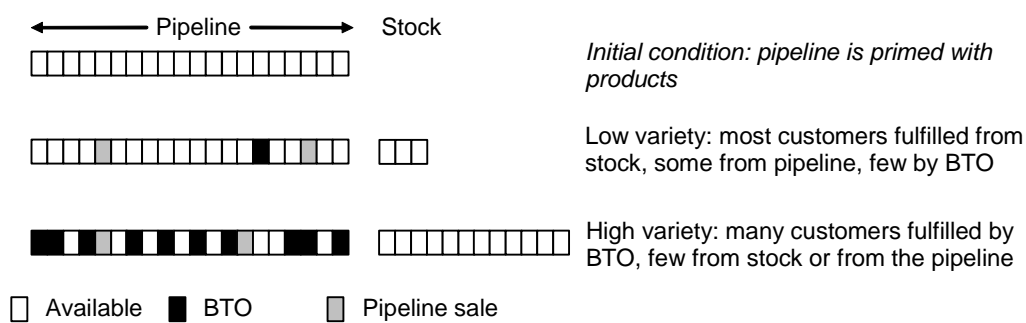 Pipeline
Stock
Initial condition: pipeline is primed with
products
Low variety: most customers fulfilled from
stock, some from pipeline, few by BTO
High variety: many customers fulfilled by
BTO, few from stock or from the pipeline
Available
BTO
Pipeline sale